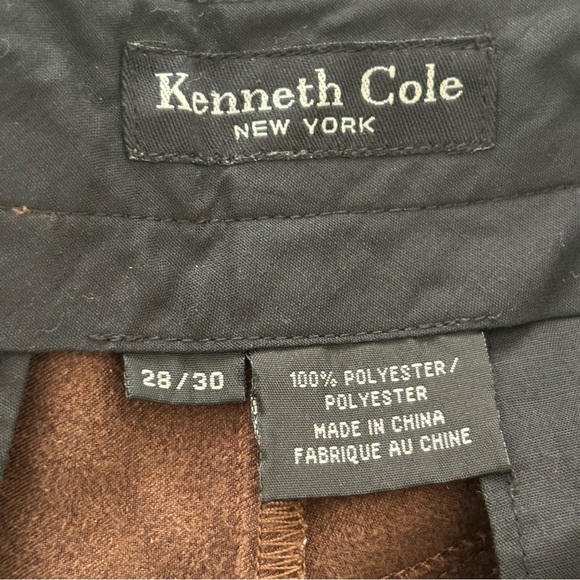 Kenneth Cole
NEW YORK
28/30
100% POLYESTER/
POLYESTER
MADE IN CHINA
FABRIQUE AU CHINE